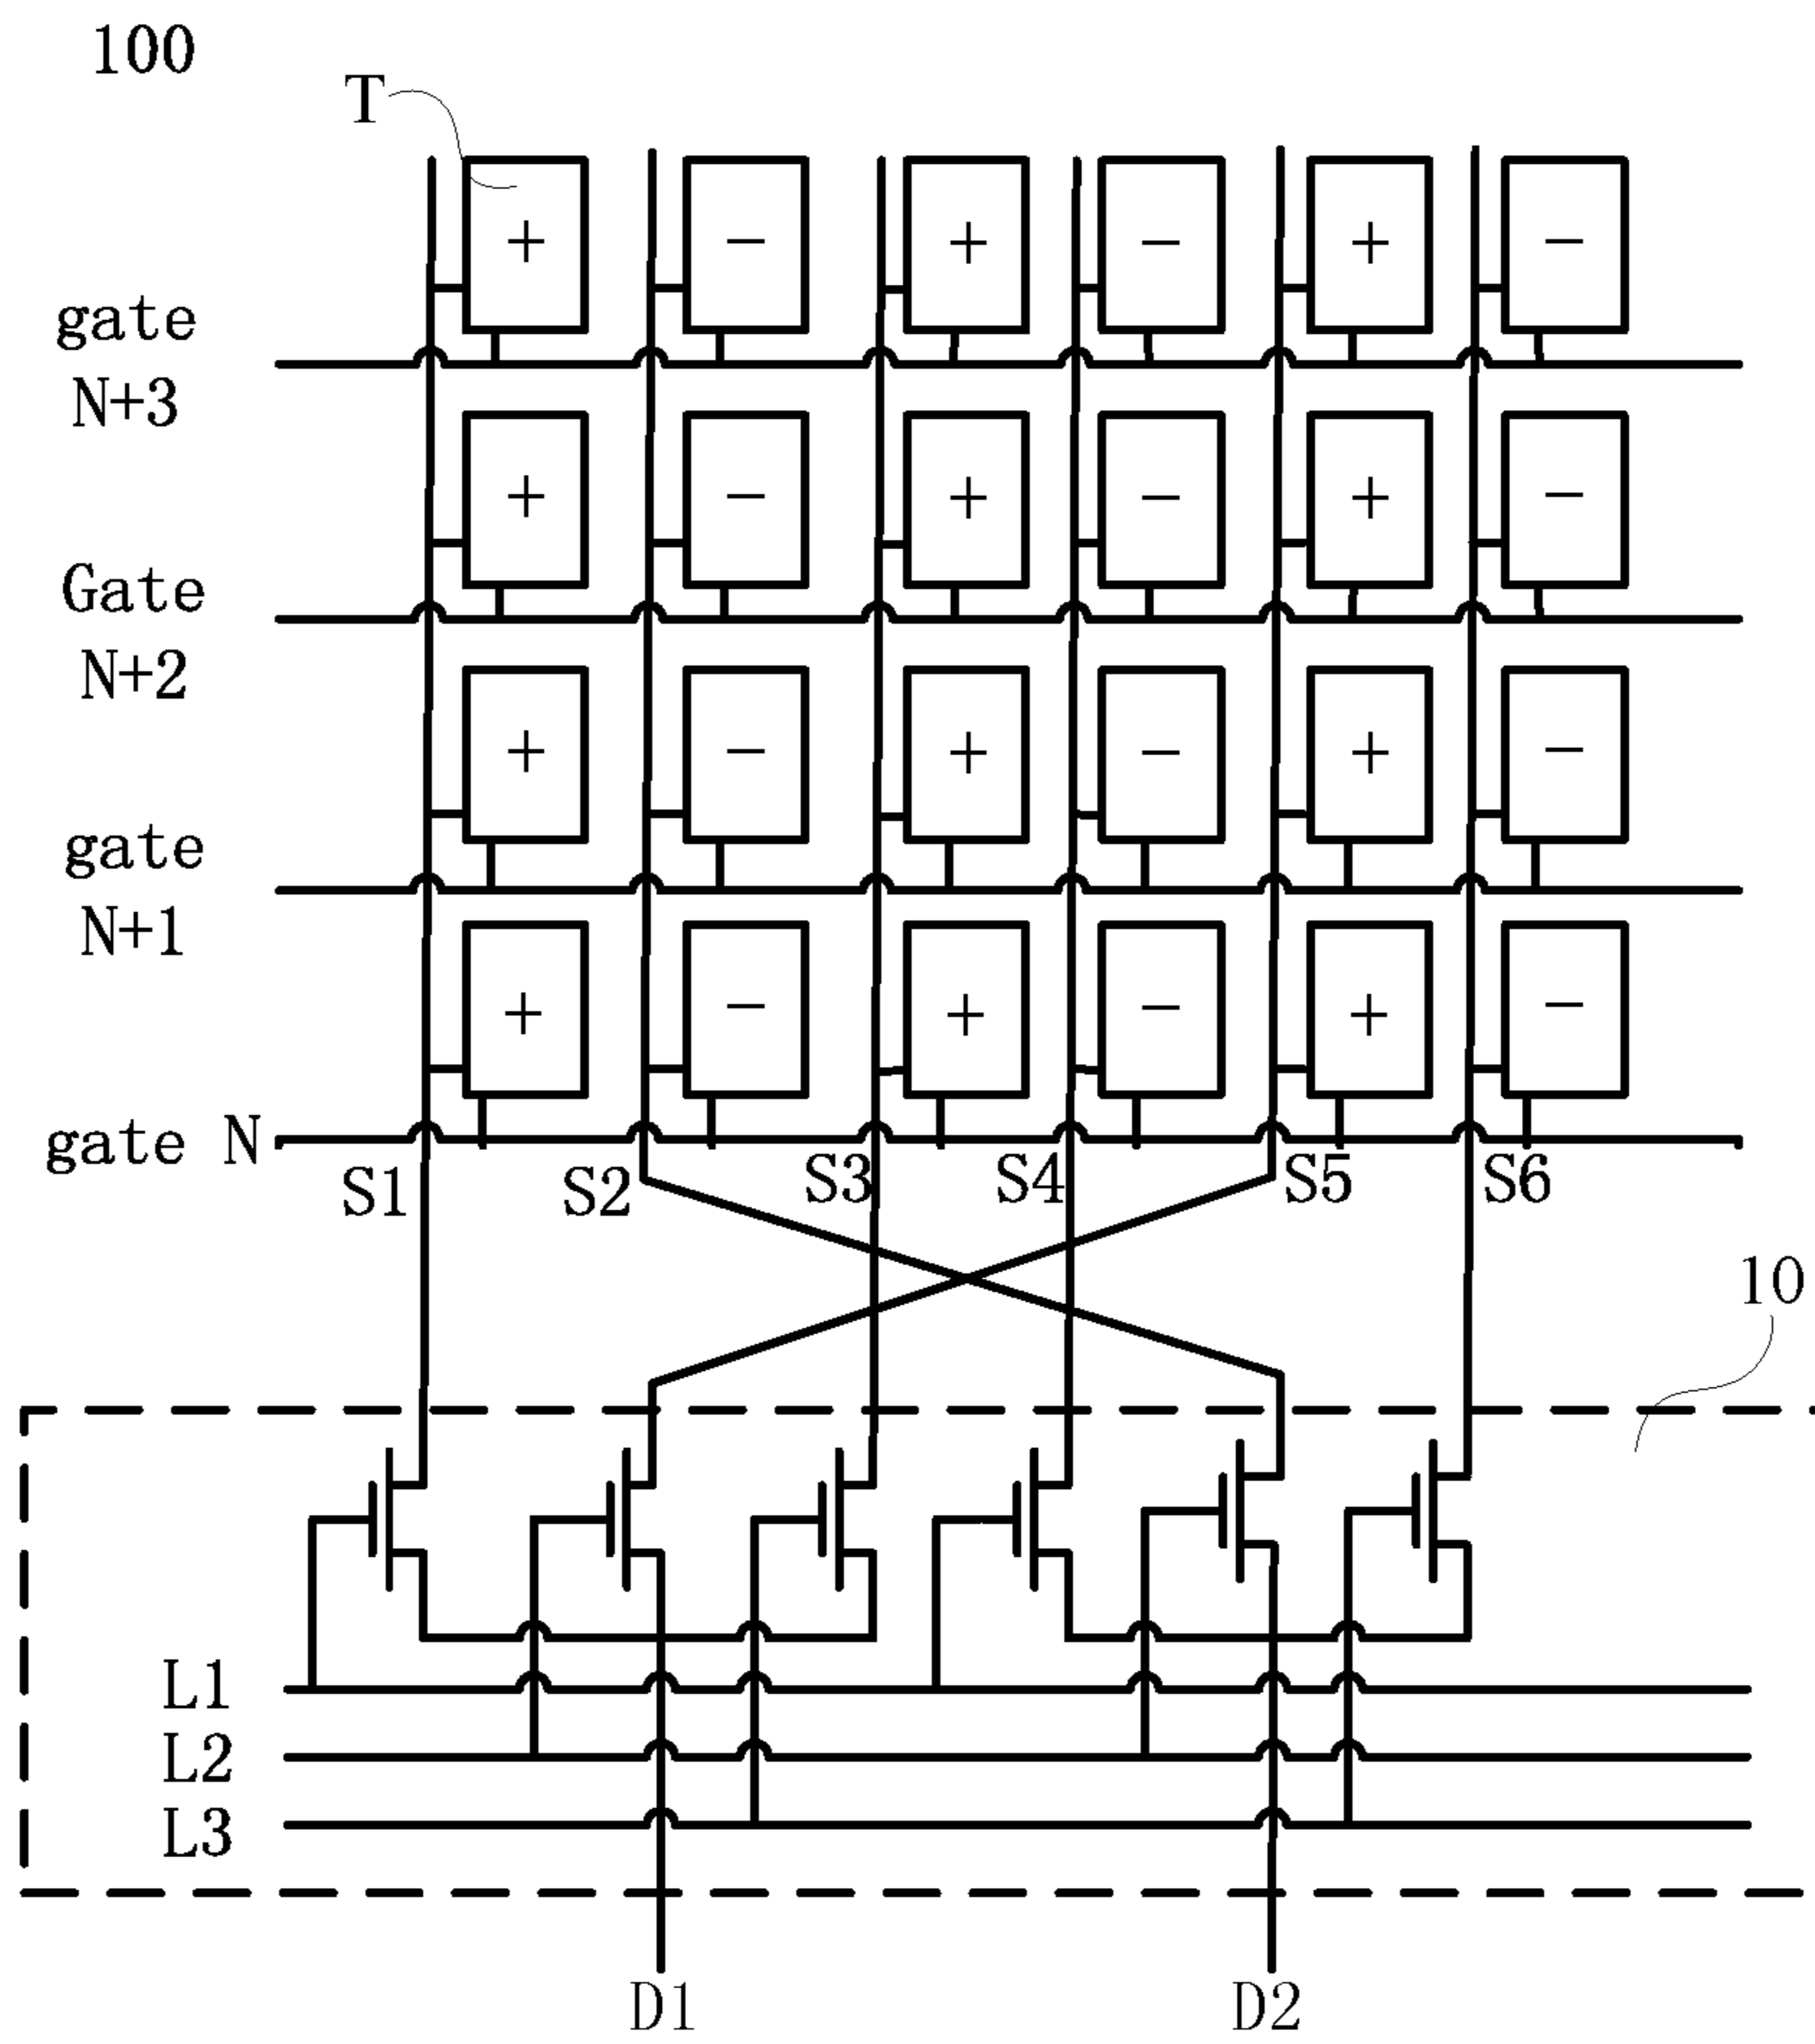 100
T
+ − + − + −
gate
N+3
+ − + − + −
Gate
N+2
+ − + − + −
gate
N+1
+ − + − + −
gate N
S1 S2 S3 S4 S5 S6
10
L1
L2
L3
D1 D2